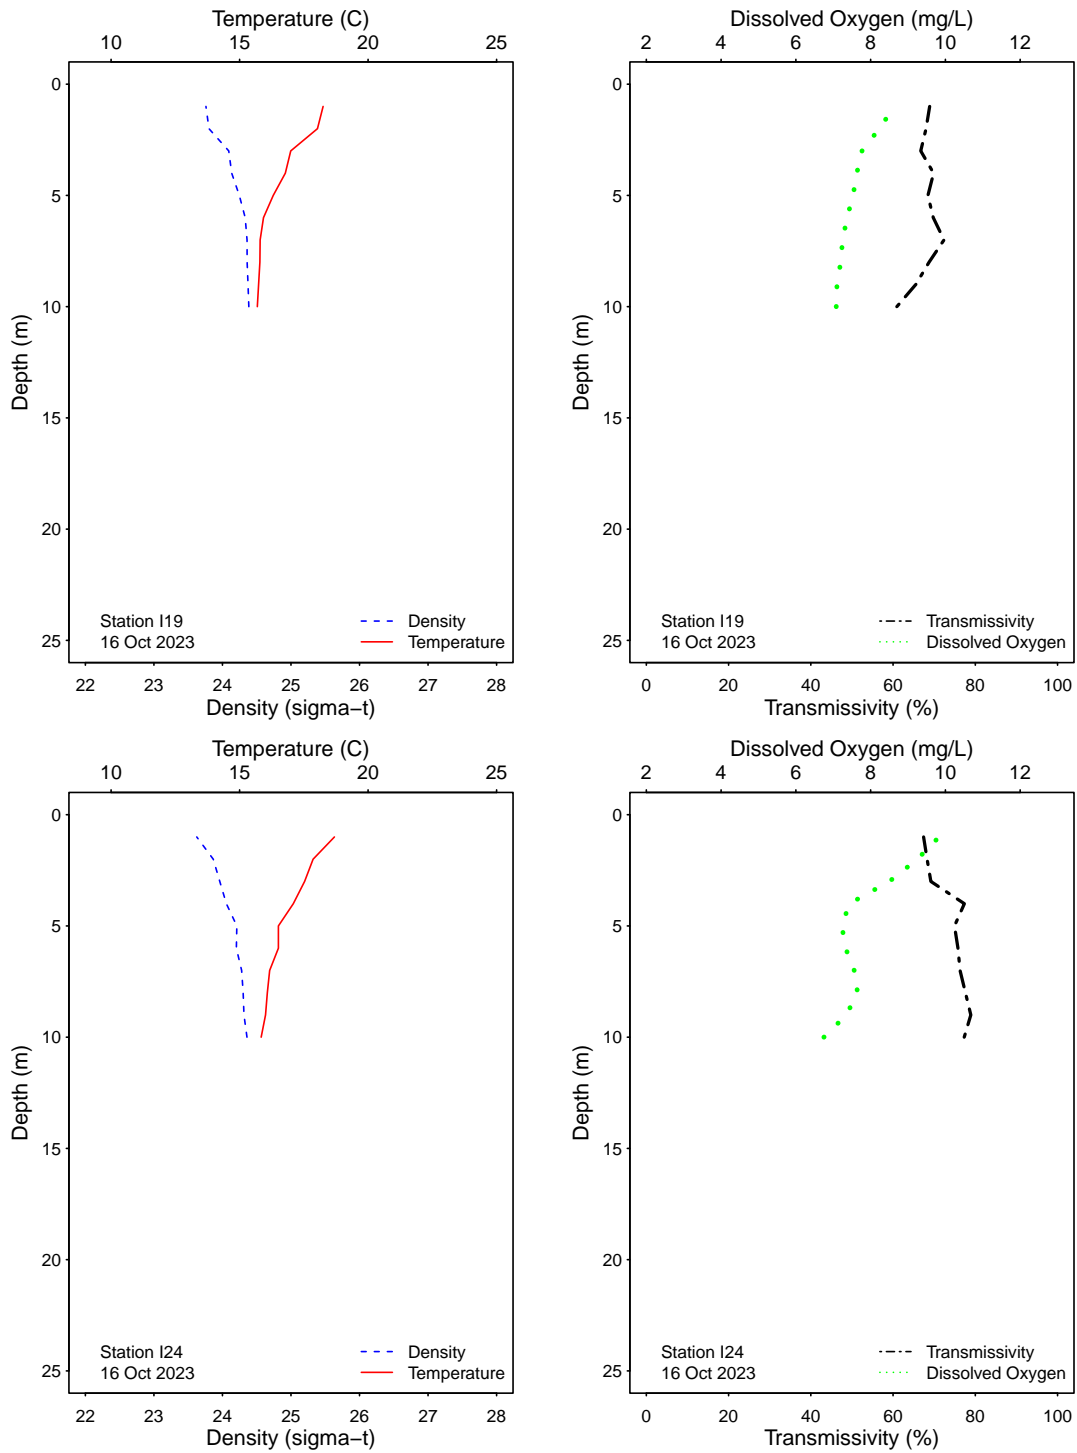 Temperature (C)
10 15 20 25
0
5
10
15
20
25
Depth (m)
Station I19
16 Oct 2023
Density
Temperature
22 23 24 25 26 27 28
Density (sigma−t)
Dissolved Oxygen (mg/L)
2 4 6 8 10 12
0
5
10
15
20
25
Depth (m)
Station I19
16 Oct 2023
Transmissivity
Dissolved Oxygen
0 20 40 60 80 100
Transmissivity (%)
Temperature (C)
10 15 20 25
0
5
10
15
20
25
Depth (m)
Station I24
16 Oct 2023
Density
Temperature
22 23 24 25 26 27 28
Density (sigma−t)
Dissolved Oxygen (mg/L)
2 4 6 8 10 12
0
5
10
15
20
25
Depth (m)
Station I24
16 Oct 2023
Transmissivity
Dissolved Oxygen
0 20 40 60 80 100
Transmissivity (%)